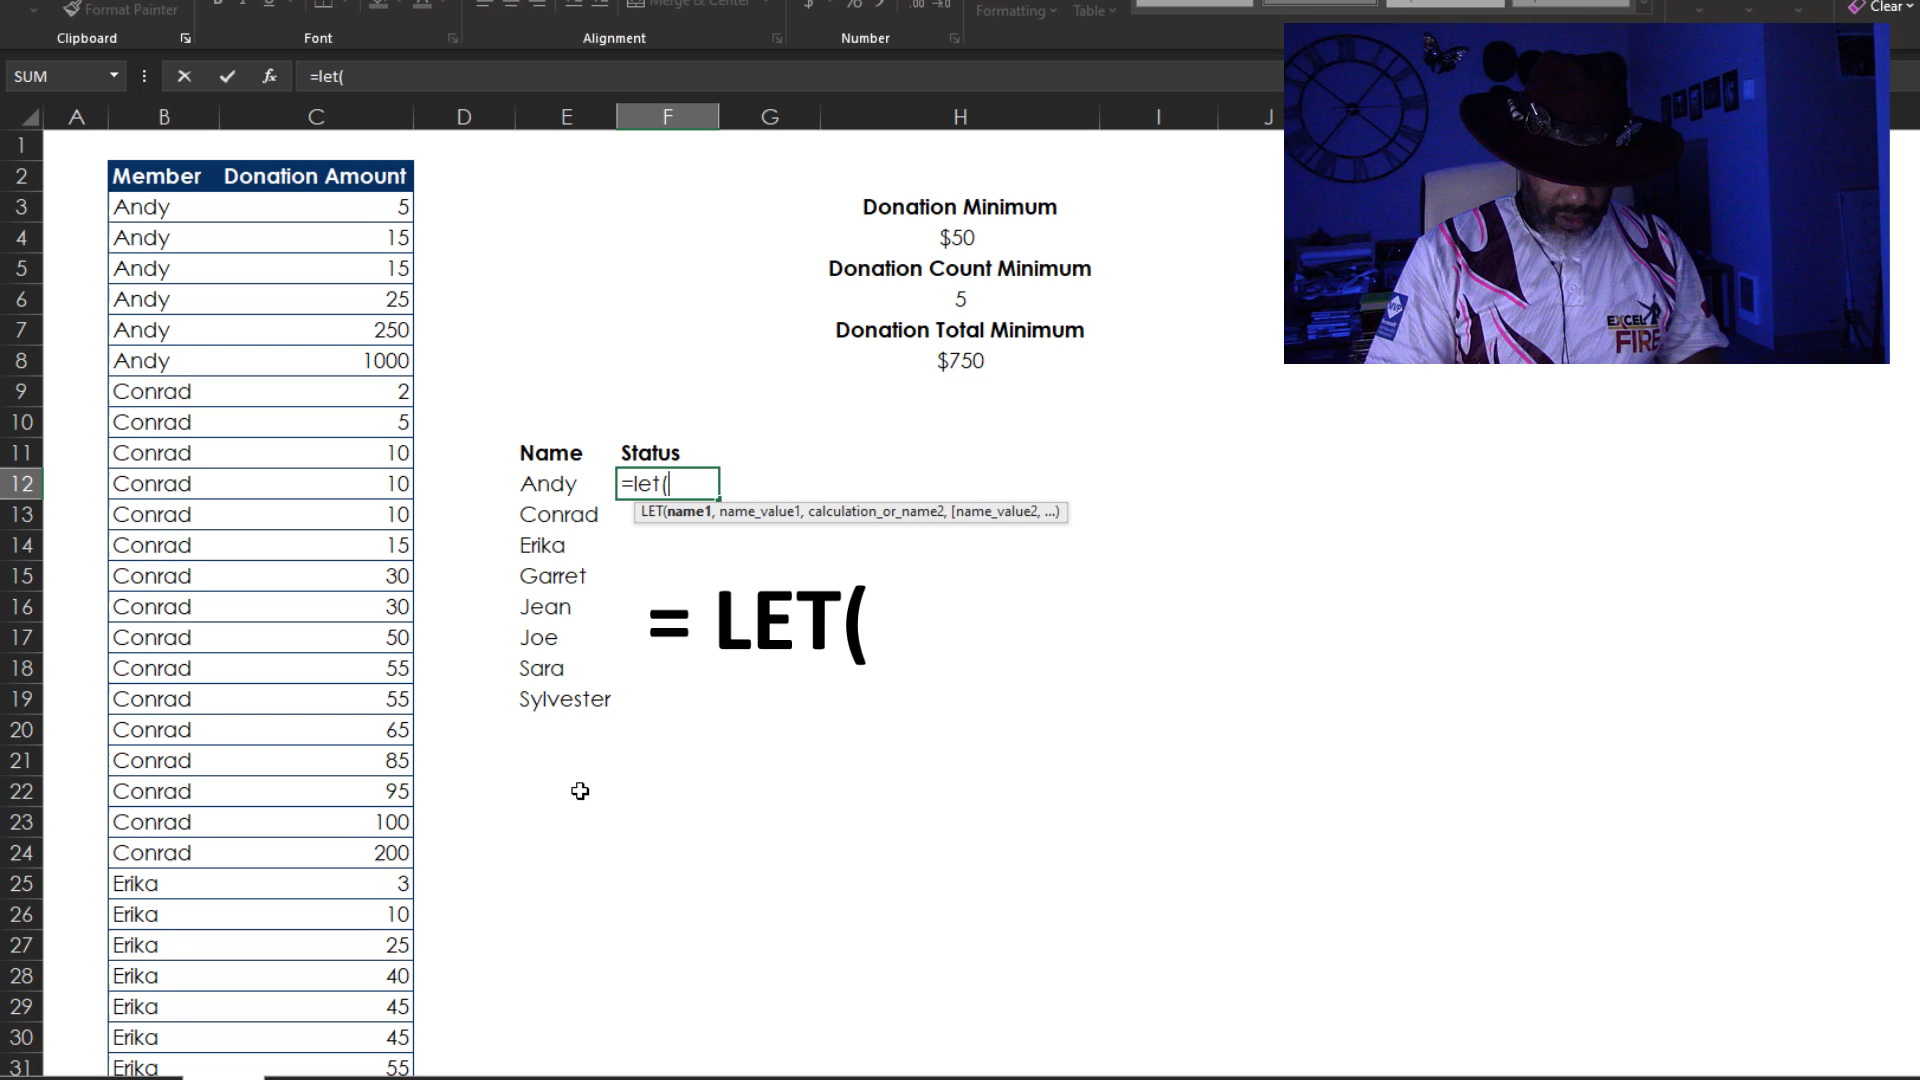 Format Painter
Merge & Center
Formatting
Table
Clear
Clipboard
Font
Alignment
Number
SUM
fx
=let(
A B C D E F G H I J
1
2 Member Donation Amount
3 Andy 5 Donation Minimum
4 Andy 15 $50
5 Andy 15 Donation Count Minimum
6 Andy 25 5
7 Andy 250 Donation Total Minimum
8 Andy 1000 $750
9 Conrad 2
10 Conrad 5
11 Conrad 10 Name Status
12 Conrad 10 Andy =let(
13 Conrad 10 Conrad LET(name1, name_value1, calculation_or_name2, [name_value2, ...)
14 Conrad 15 Erika
15 Conrad 30 Garret
16 Conrad 30 Jean
= LET(
17 Conrad 50 Joe
18 Conrad 55 Sara
19 Conrad 55 Sylvester
20 Conrad 65
21 Conrad 85
22 Conrad 95
23 Conrad 100
24 Conrad 200
25 Erika 3
26 Erika 10
27 Erika 25
28 Erika 40
29 Erika 45
30 Erika 45
31 Erika 55
EXCEL
FIRE
MVP